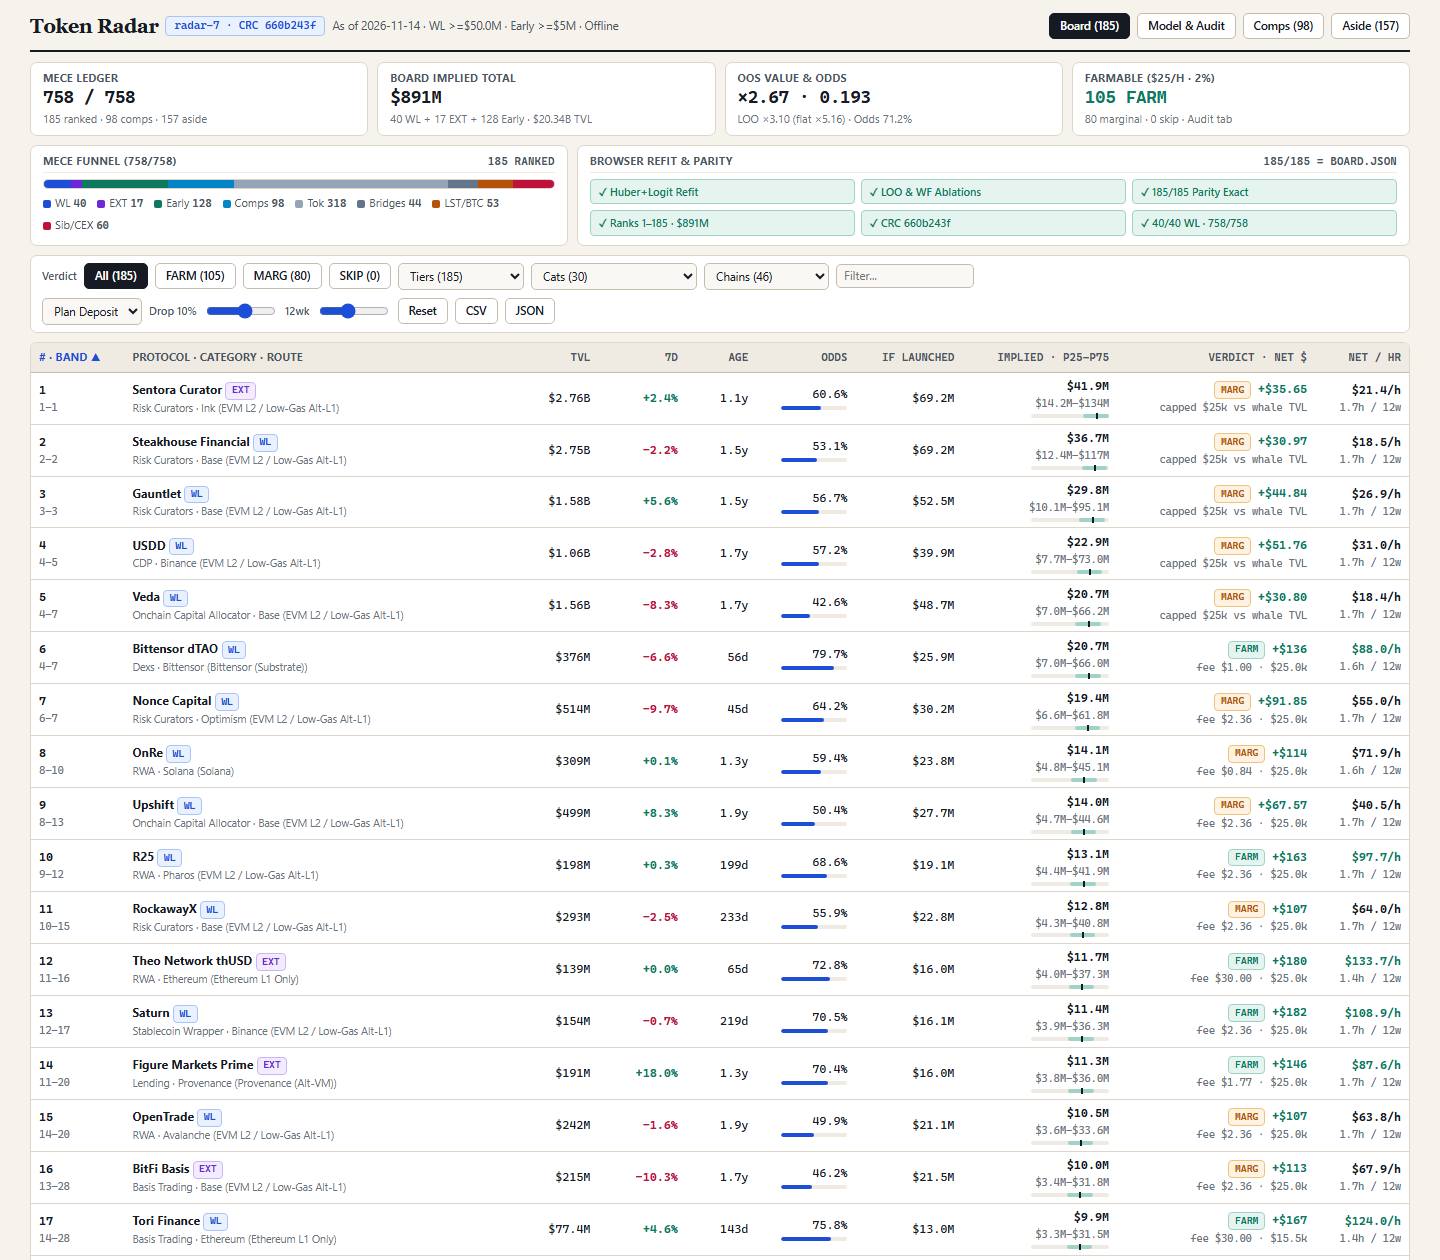 Token Radar radar-7 · CRC 660b243f As of 2026-11-14 · WL >=$50.0M · Early >=$5M · Offline Board (185) Model & Audit Comps (98) Aside (157)
MECE LEDGER
758 / 758
185 ranked · 98 comps · 157 aside
BOARD IMPLIED TOTAL
$891M
40 WL + 17 EXT + 128 Early · $20.34B TVL
OOS VALUE & ODDS
×2.67 · 0.193
LOO ×3.10 (flat ×5.16) · Odds 71.2%
FARMABLE ($25/H · 2%)
105 FARM
80 marginal · 0 skip · Audit tab
MECE FUNNEL (758/758) 185 RANKED
WL 40 EXT 17 Early 128 Comps 98 Tok 318 Bridges 44 LST/BTC 53
Sib/CEX 60
BROWSER REFIT & PARITY 185/185 = BOARD.JSON
✓ Huber+Logit Refit ✓ LOO & WF Ablations ✓ 185/185 Parity Exact
✓ Ranks 1–185 · $891M ✓ CRC 660b243f ✓ 40/40 WL · 758/758
Verdict All (185) FARM (105) MARG (80) SKIP (0) Tiers (185) Cats (30) Chains (46) Filter...
Plan Deposit Drop 10% 12wk Reset CSV JSON
# · BAND ▲ PROTOCOL · CATEGORY · ROUTE TVL 7D AGE ODDS IF LAUNCHED IMPLIED · P25–P75 VERDICT · NET $ NET / HR
1 Sentora Curator EXT $2.76B +2.4% 1.1y 60.6% $69.2M $41.9M MARG +$35.65 $21.4/h
1–1 Risk Curators · Ink (EVM L2 / Low-Gas Alt-L1) $14.2M–$134M capped $25k vs whale TVL 1.7h / 12w
2 Steakhouse Financial WL $2.75B −2.2% 1.5y 53.1% $69.2M $36.7M MARG +$30.97 $18.5/h
2–2 Risk Curators · Base (EVM L2 / Low-Gas Alt-L1) $12.4M–$117M capped $25k vs whale TVL 1.7h / 12w
3 Gauntlet WL $1.58B +5.6% 1.5y 56.7% $52.5M $29.8M MARG +$44.84 $26.9/h
3–3 Risk Curators · Base (EVM L2 / Low-Gas Alt-L1) $10.1M–$95.1M capped $25k vs whale TVL 1.7h / 12w
4 USDD WL $1.06B −2.8% 1.7y 57.2% $39.9M $22.9M MARG +$51.76 $31.0/h
4–5 CDP · Binance (EVM L2 / Low-Gas Alt-L1) $7.7M–$73.0M capped $25k vs whale TVL 1.7h / 12w
5 Veda WL $1.56B −8.3% 1.7y 42.6% $48.7M $20.7M MARG +$30.80 $18.4/h
4–7 Onchain Capital Allocator · Base (EVM L2 / Low-Gas Alt-L1) $7.0M–$66.2M capped $25k vs whale TVL 1.7h / 12w
6 Bittensor dTAO WL $376M −6.6% 56d 79.7% $25.9M $20.7M FARM +$136 $88.0/h
4–7 Dexs · Bittensor (Bittensor (Substrate)) $7.0M–$66.0M fee $1.00 · $25.0k 1.6h / 12w
7 Nonce Capital WL $514M −9.7% 45d 64.2% $30.2M $19.4M MARG +$91.85 $55.0/h
6–7 Risk Curators · Optimism (EVM L2 / Low-Gas Alt-L1) $6.6M–$61.8M fee $2.36 · $25.0k 1.7h / 12w
8 OnRe WL $309M +0.1% 1.3y 59.4% $23.8M $14.1M MARG +$114 $71.9/h
8–10 RWA · Solana (Solana) $4.8M–$45.1M fee $0.84 · $25.0k 1.6h / 12w
9 Upshift WL $499M +8.3% 1.9y 50.4% $27.7M $14.0M MARG +$67.57 $40.5/h
8–13 Onchain Capital Allocator · Base (EVM L2 / Low-Gas Alt-L1) $4.7M–$44.6M fee $2.36 · $25.0k 1.7h / 12w
10 R25 WL $198M +0.3% 199d 68.6% $19.1M $13.1M FARM +$163 $97.7/h
9–12 RWA · Pharos (EVM L2 / Low-Gas Alt-L1) $4.4M–$41.9M fee $2.36 · $25.0k 1.7h / 12w
11 RockawayX WL $293M −2.5% 233d 55.9% $22.8M $12.8M MARG +$107 $64.0/h
10–15 Risk Curators · Base (EVM L2 / Low-Gas Alt-L1) $4.3M–$40.8M fee $2.36 · $25.0k 1.7h / 12w
12 Theo Network thUSD EXT $139M +0.0% 65d 72.8% $16.0M $11.7M FARM +$180 $133.7/h
11–16 RWA · Ethereum (Ethereum L1 Only) $4.0M–$37.3M fee $30.00 · $25.0k 1.4h / 12w
13 Saturn WL $154M −0.7% 219d 70.5% $16.1M $11.4M FARM +$182 $108.9/h
12–17 Stablecoin Wrapper · Binance (EVM L2 / Low-Gas Alt-L1) $3.9M–$36.3M fee $2.36 · $25.0k 1.7h / 12w
14 Figure Markets Prime EXT $191M +18.0% 1.3y 70.4% $16.0M $11.3M FARM +$146 $87.6/h
11–20 Lending · Provenance (Provenance (Alt-VM)) $3.8M–$36.0M fee $1.77 · $25.0k 1.7h / 12w
15 OpenTrade WL $242M −1.6% 1.9y 49.9% $21.1M $10.5M MARG +$107 $63.8/h
14–20 RWA · Avalanche (EVM L2 / Low-Gas Alt-L1) $3.6M–$33.6M fee $2.36 · $25.0k 1.7h / 12w
16 BitFi Basis EXT $215M −10.3% 1.7y 46.2% $21.5M $10.0M MARG +$113 $67.9/h
13–28 Basis Trading · Base (EVM L2 / Low-Gas Alt-L1) $3.4M–$31.8M fee $2.36 · $25.0k 1.7h / 12w
17 Tori Finance WL $77.4M +4.6% 143d 75.8% $13.0M $9.9M FARM +$167 $124.0/h
14–28 Basis Trading · Ethereum (Ethereum L1 Only) $3.3M–$31.5M fee $30.00 · $15.5k 1.4h / 12w